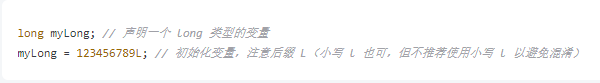 long myLong; // 声明一个 long 类型的变量
myLong = 123456789L; // 初始化变量，注意后缀 L（小写 l 也可，但不推荐使用小写 l 以避免混淆）